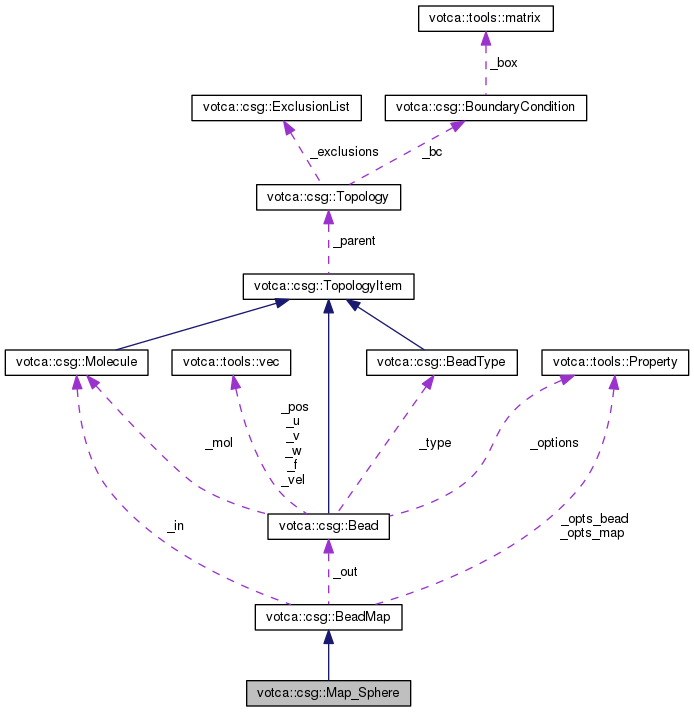 votca::tools::matrix
_box
votca::csg::ExclusionList
votca::csg::BoundaryCondition
_exclusions
_bc
votca::csg::Topology
_parent
votca::csg::TopologyItem
votca::csg::Molecule
votca::tools::vec
votca::csg::BeadType
votca::tools::Property
_pos
_u
_v
_w
_f
_vel
_mol
_type
_options
votca::csg::Bead
_in
_out
_opts_bead
_opts_map
votca::csg::BeadMap
votca::csg::Map_Sphere